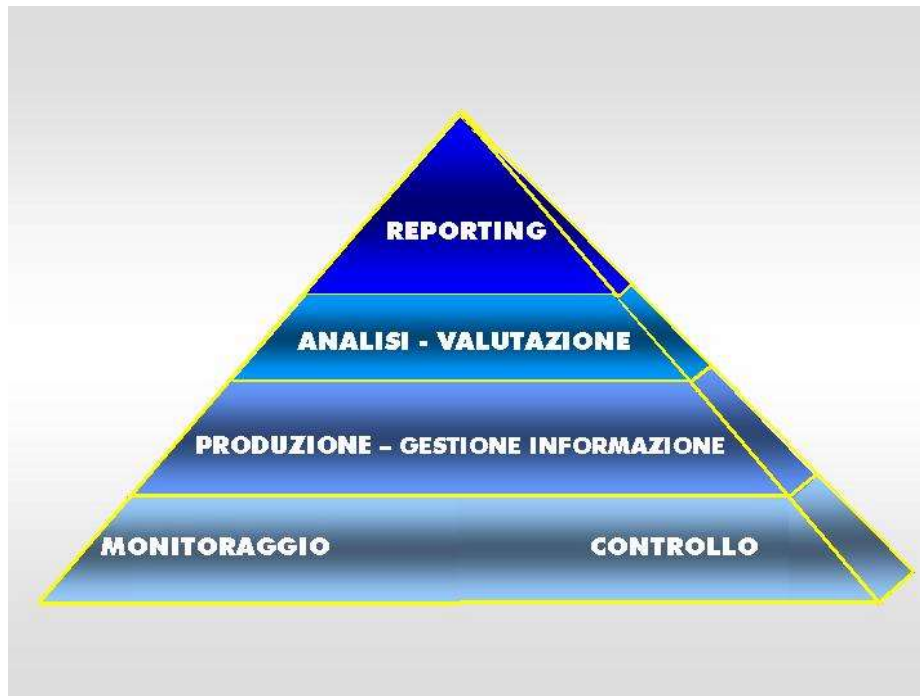 REPORTING
ANALISI - VALUTAZIONE
PRODUZIONE – GESTIONE INFORMAZIONE
MONITORAGGIO CONTROLLO